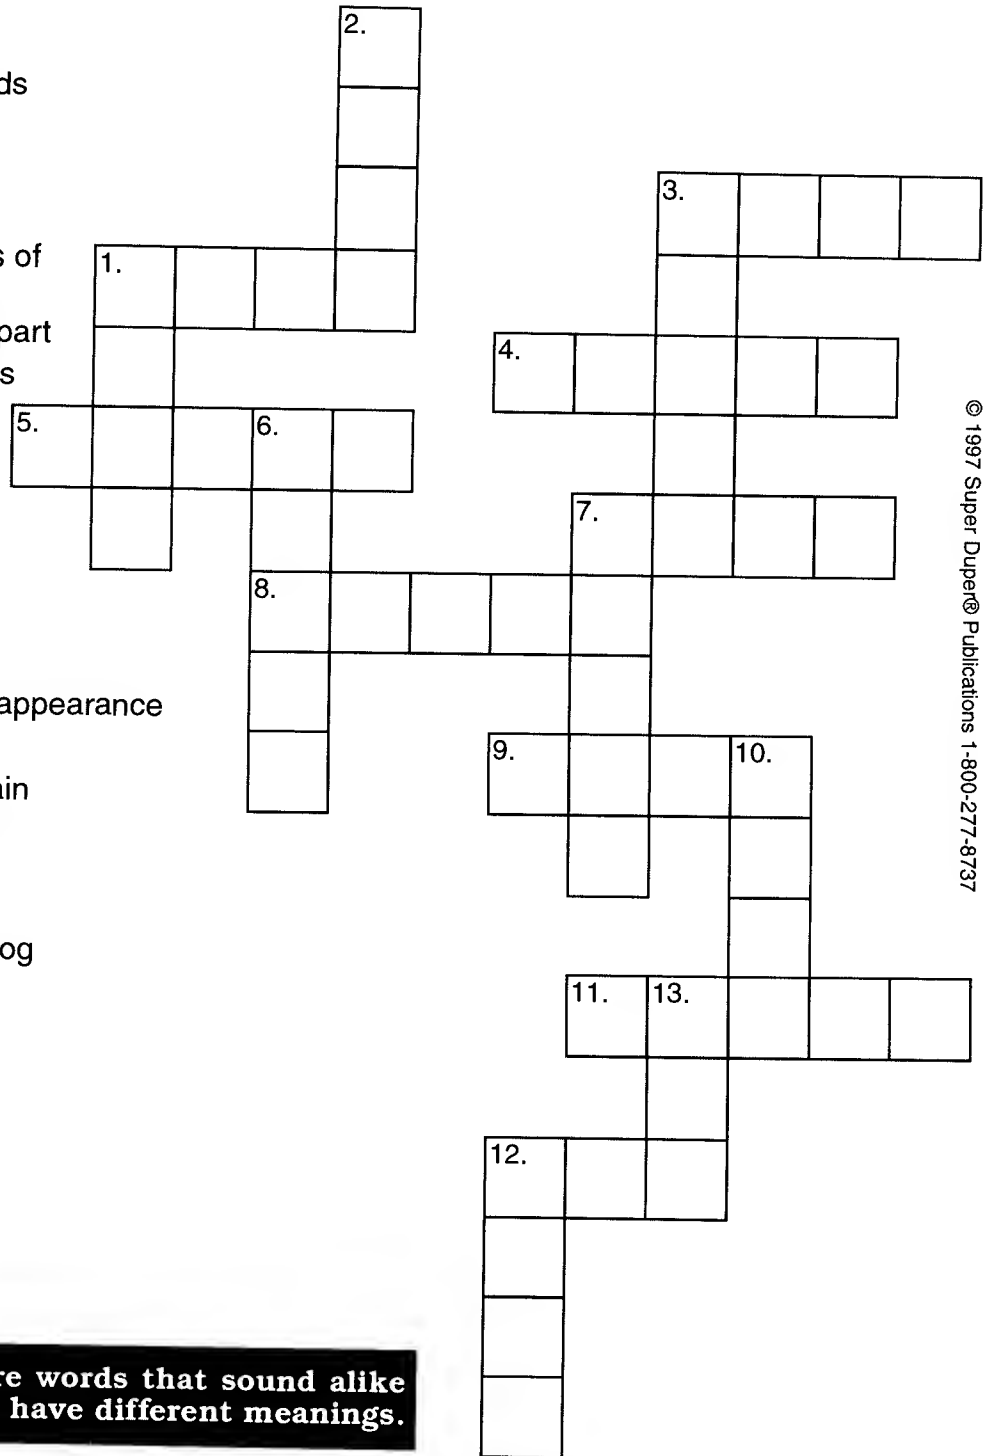 2.
ds
3.
s of
1.
part
4.
s
5.
6.
7.
8.
appearance
9.
10.
ain
og
11.
13.
12.
re words that sound alike
have different meanings.
© 1997 Super Duper® Publications 1-800-277-8737